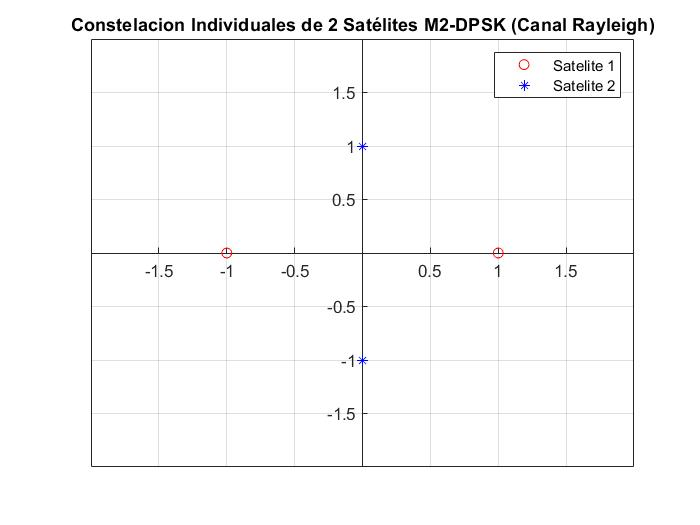 Constelacion Individuales de 2 Satélites M2-DPSK (Canal Rayleigh)
Satelite 1
Satelite 2
1.5
1
0.5
-1.5 -1 -0.5 0.5 1 1.5
-0.5
-1
-1.5